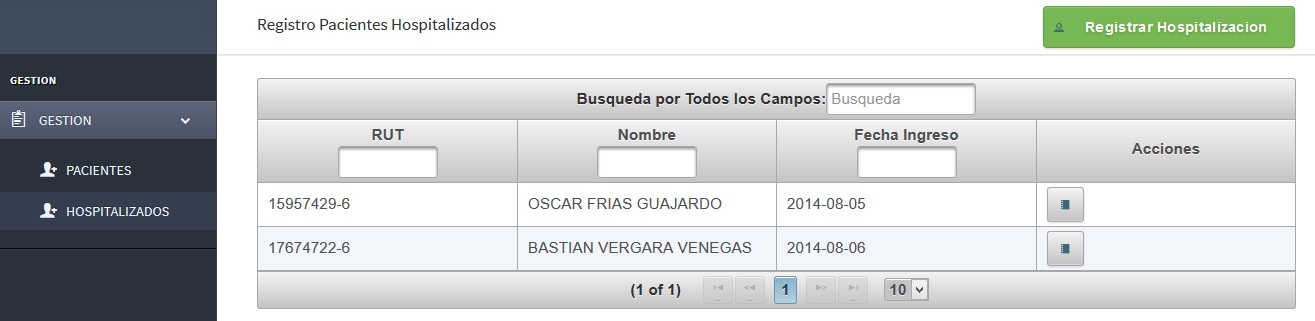 Registro Pacientes Hospitalizados
Registrar Hospitalizacion
GESTION
GESTION
PACIENTES
HOSPITALIZADOS
Busqueda por Todos los Campos: Busqueda
RUT Nombre Fecha Ingreso Acciones
15957429-6 OSCAR FRIAS GUAJARDO 2014-08-05
17674722-6 BASTIAN VERGARA VENEGAS 2014-08-06
(1 of 1) 1 10